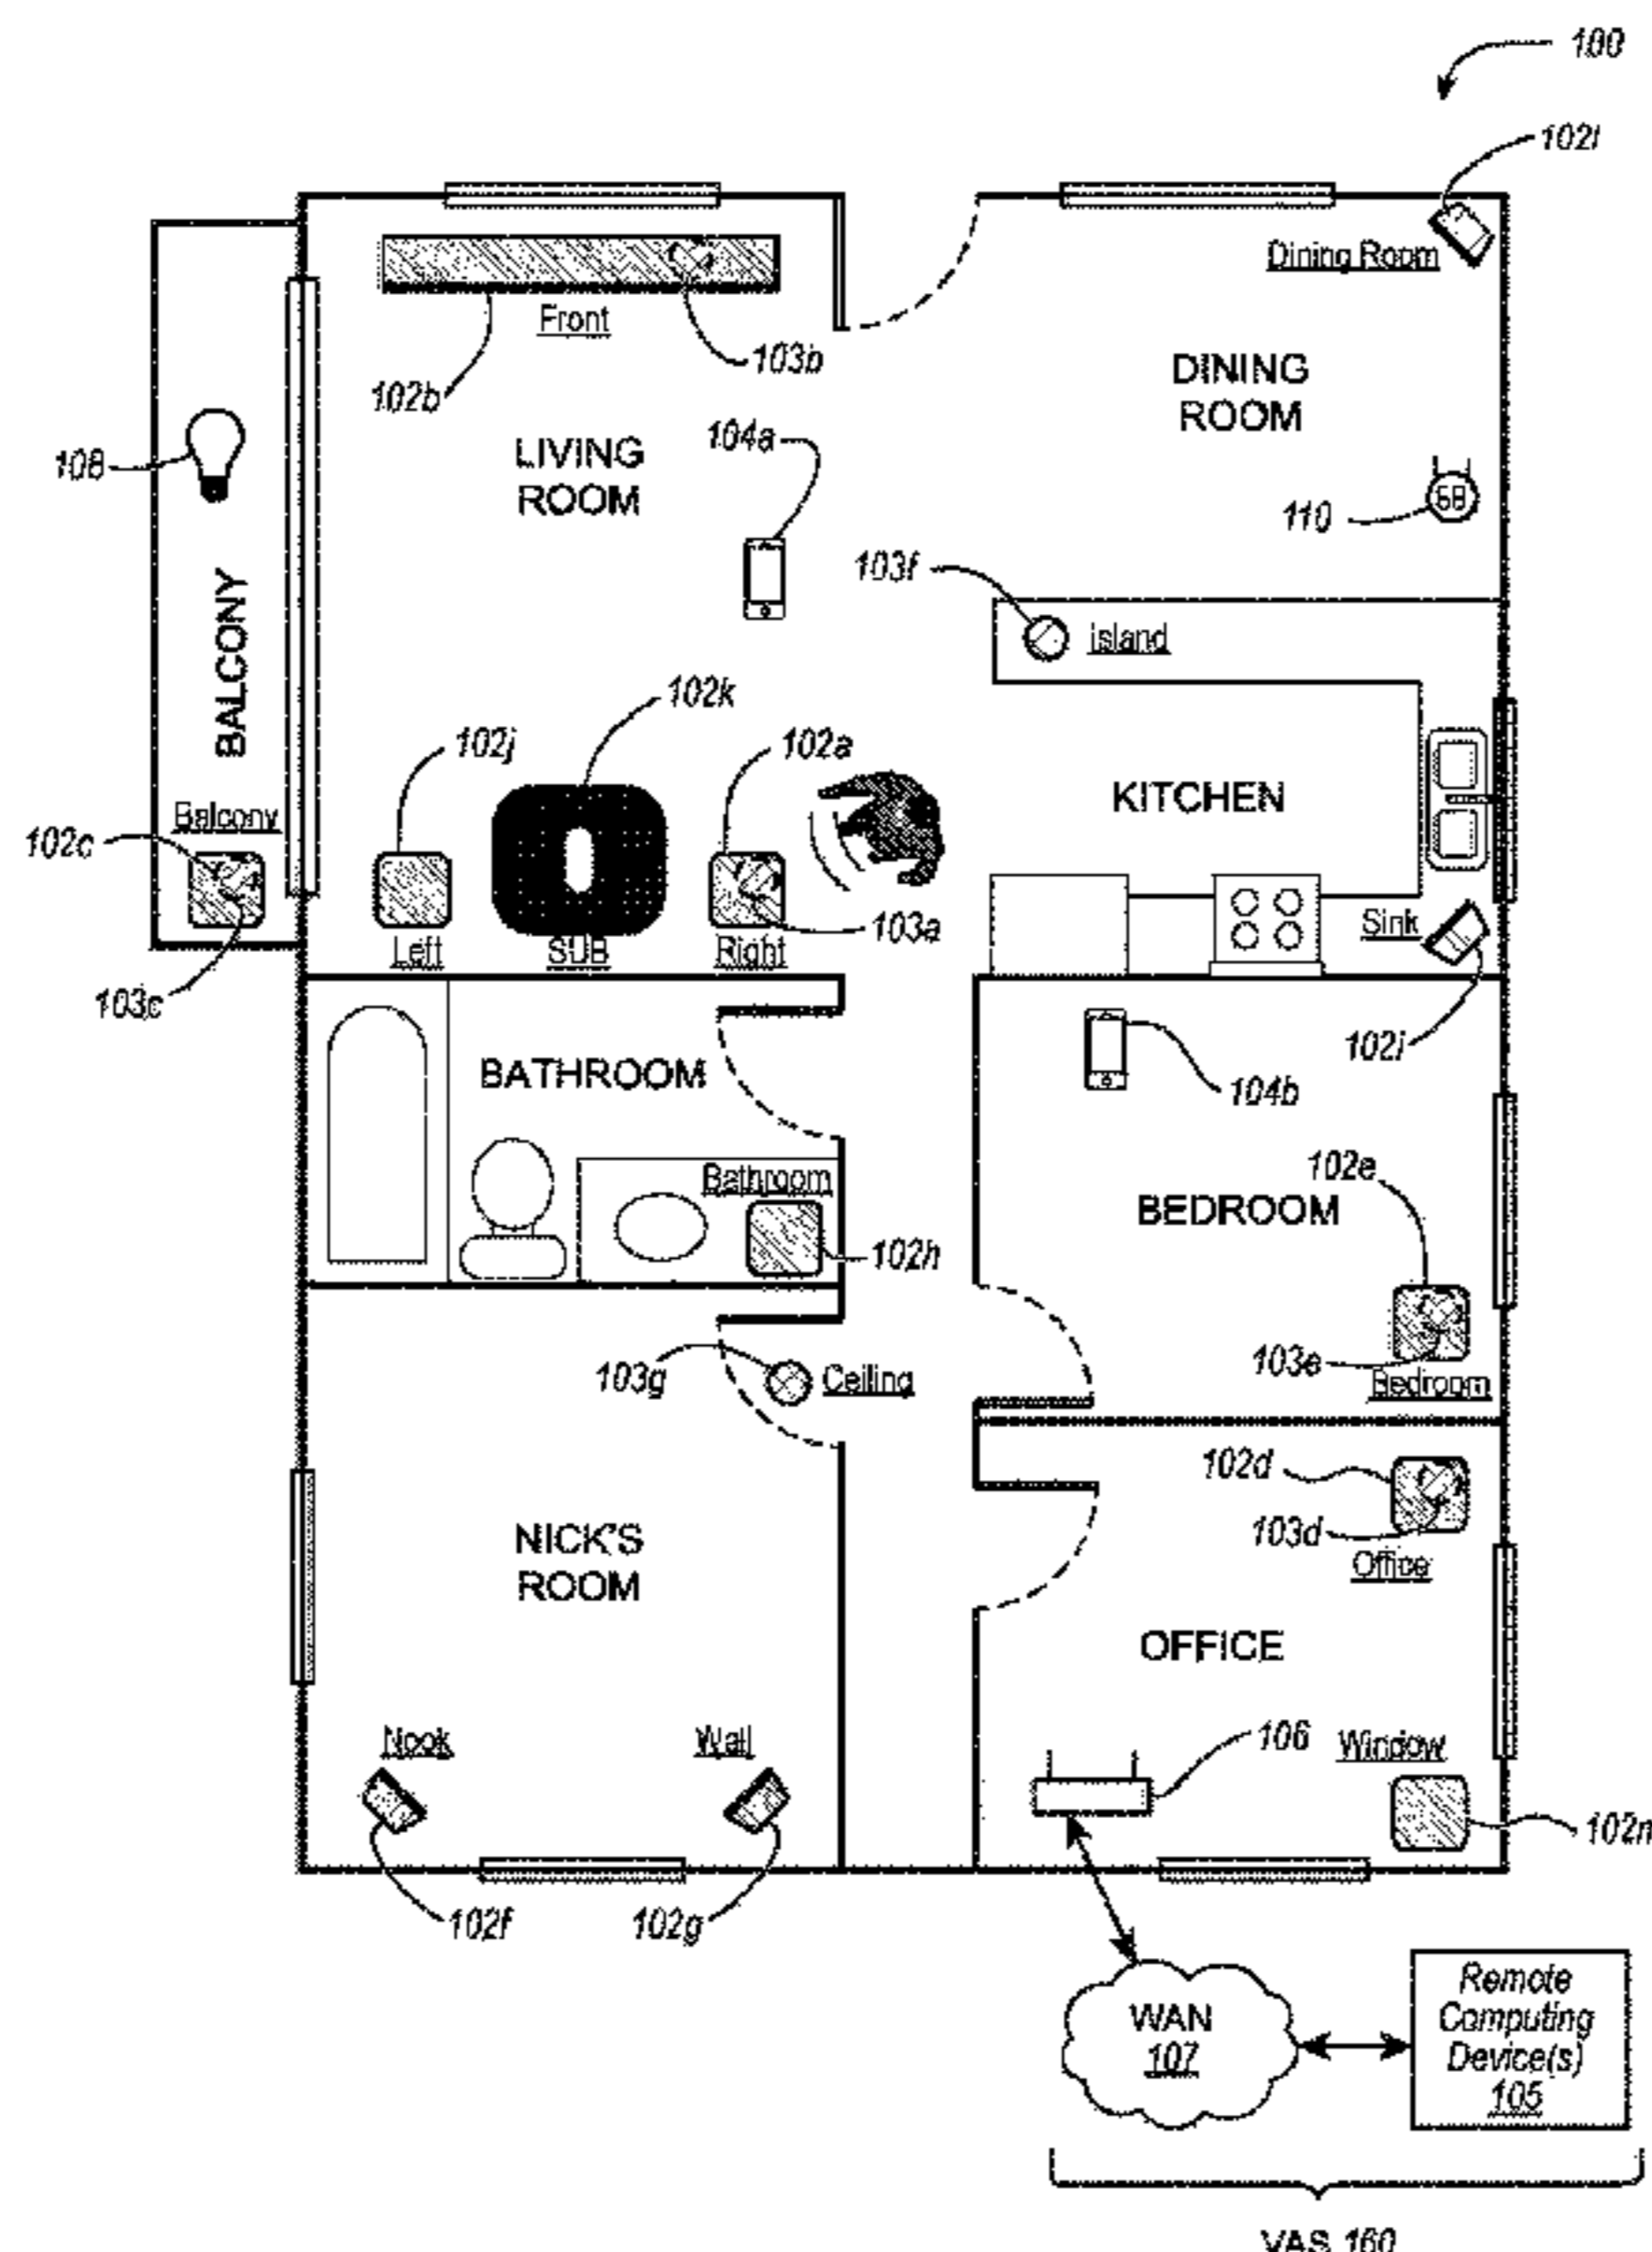 100
102l
Dining Room
Front
103b
102b
DINING
ROOM
104a
LIVING
ROOM
108
110
103f
island
BALCONY
102k
102j
102a
KITCHEN
Balcony
102c
103a
Sink
Left
SUB
Right
103c
102i
BATHROOM
104b
Bathroom
102e
BEDROOM
102h
103e
103g
Ceiling
Bedroom
102d
103d
NICK'S
ROOM
Office
OFFICE
Nook
Wall
106
Window
102n
102f
102g
WAN
107
Remote
Computing
Device(s)
105
VAS 160